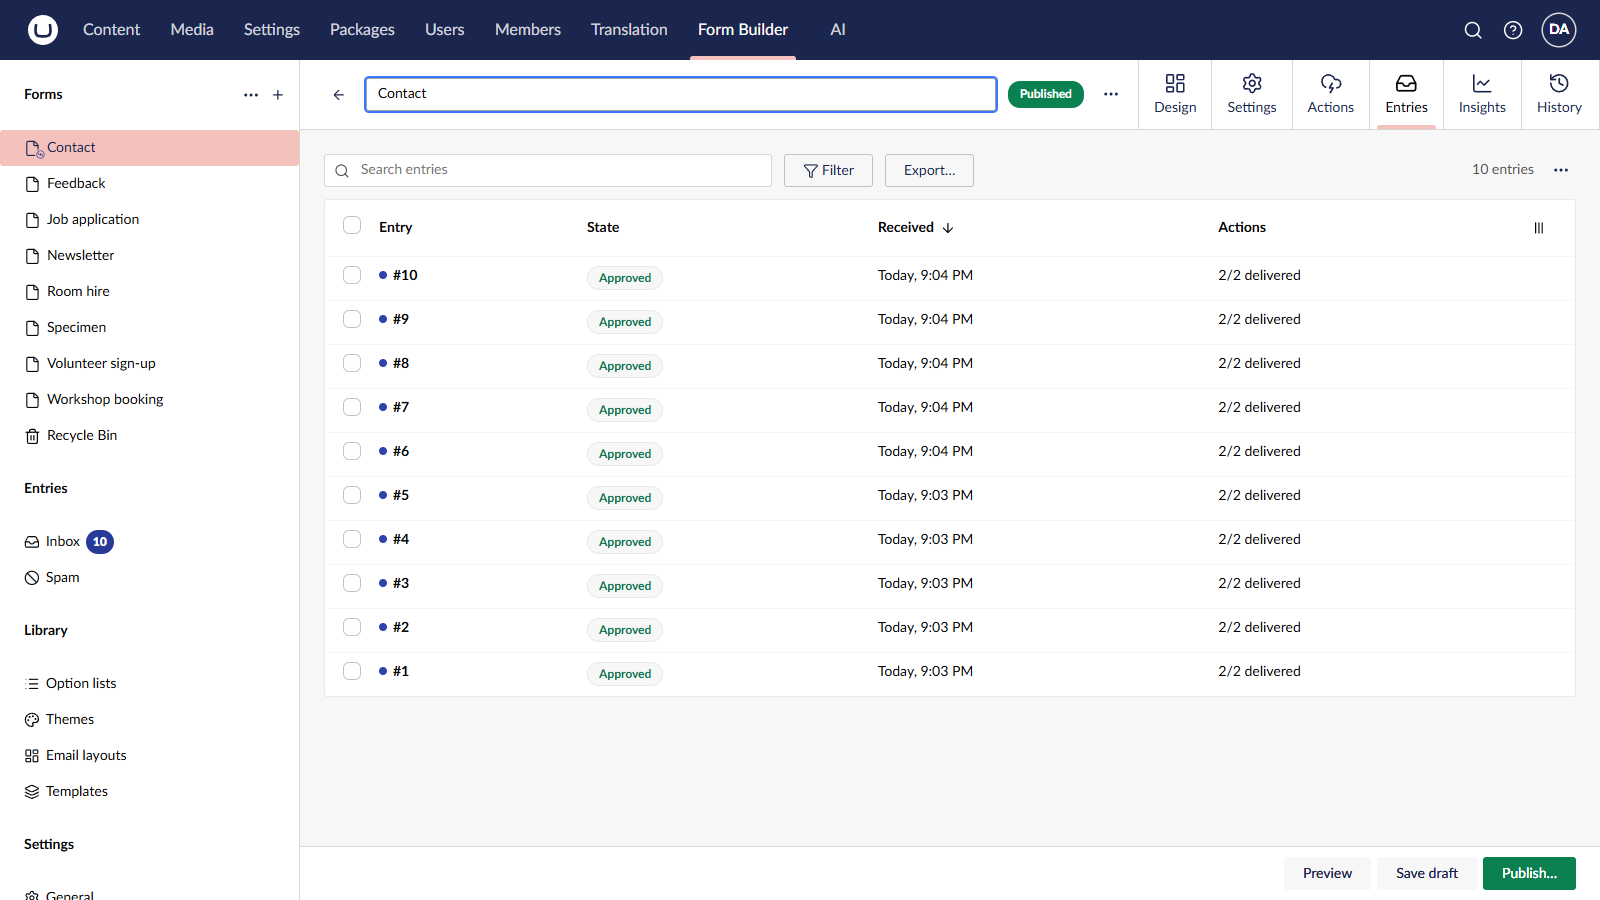 Content Media Settings Packages Users Members Translation Form Builder AI DA
Forms
Contact
Published
Design Settings Actions Entries Insights History
Contact
Feedback
Job application
Newsletter
Room hire
Specimen
Volunteer sign-up
Workshop booking
Recycle Bin
Entries
Inbox 10
Spam
Library
Option lists
Themes
Email layouts
Templates
Settings
General
Search entries Filter Export... 10 entries
Entry State Received Actions
#10 Approved Today, 9:04 PM 2/2 delivered
#9 Approved Today, 9:04 PM 2/2 delivered
#8 Approved Today, 9:04 PM 2/2 delivered
#7 Approved Today, 9:04 PM 2/2 delivered
#6 Approved Today, 9:04 PM 2/2 delivered
#5 Approved Today, 9:03 PM 2/2 delivered
#4 Approved Today, 9:03 PM 2/2 delivered
#3 Approved Today, 9:03 PM 2/2 delivered
#2 Approved Today, 9:03 PM 2/2 delivered
#1 Approved Today, 9:03 PM 2/2 delivered
Preview Save draft Publish...